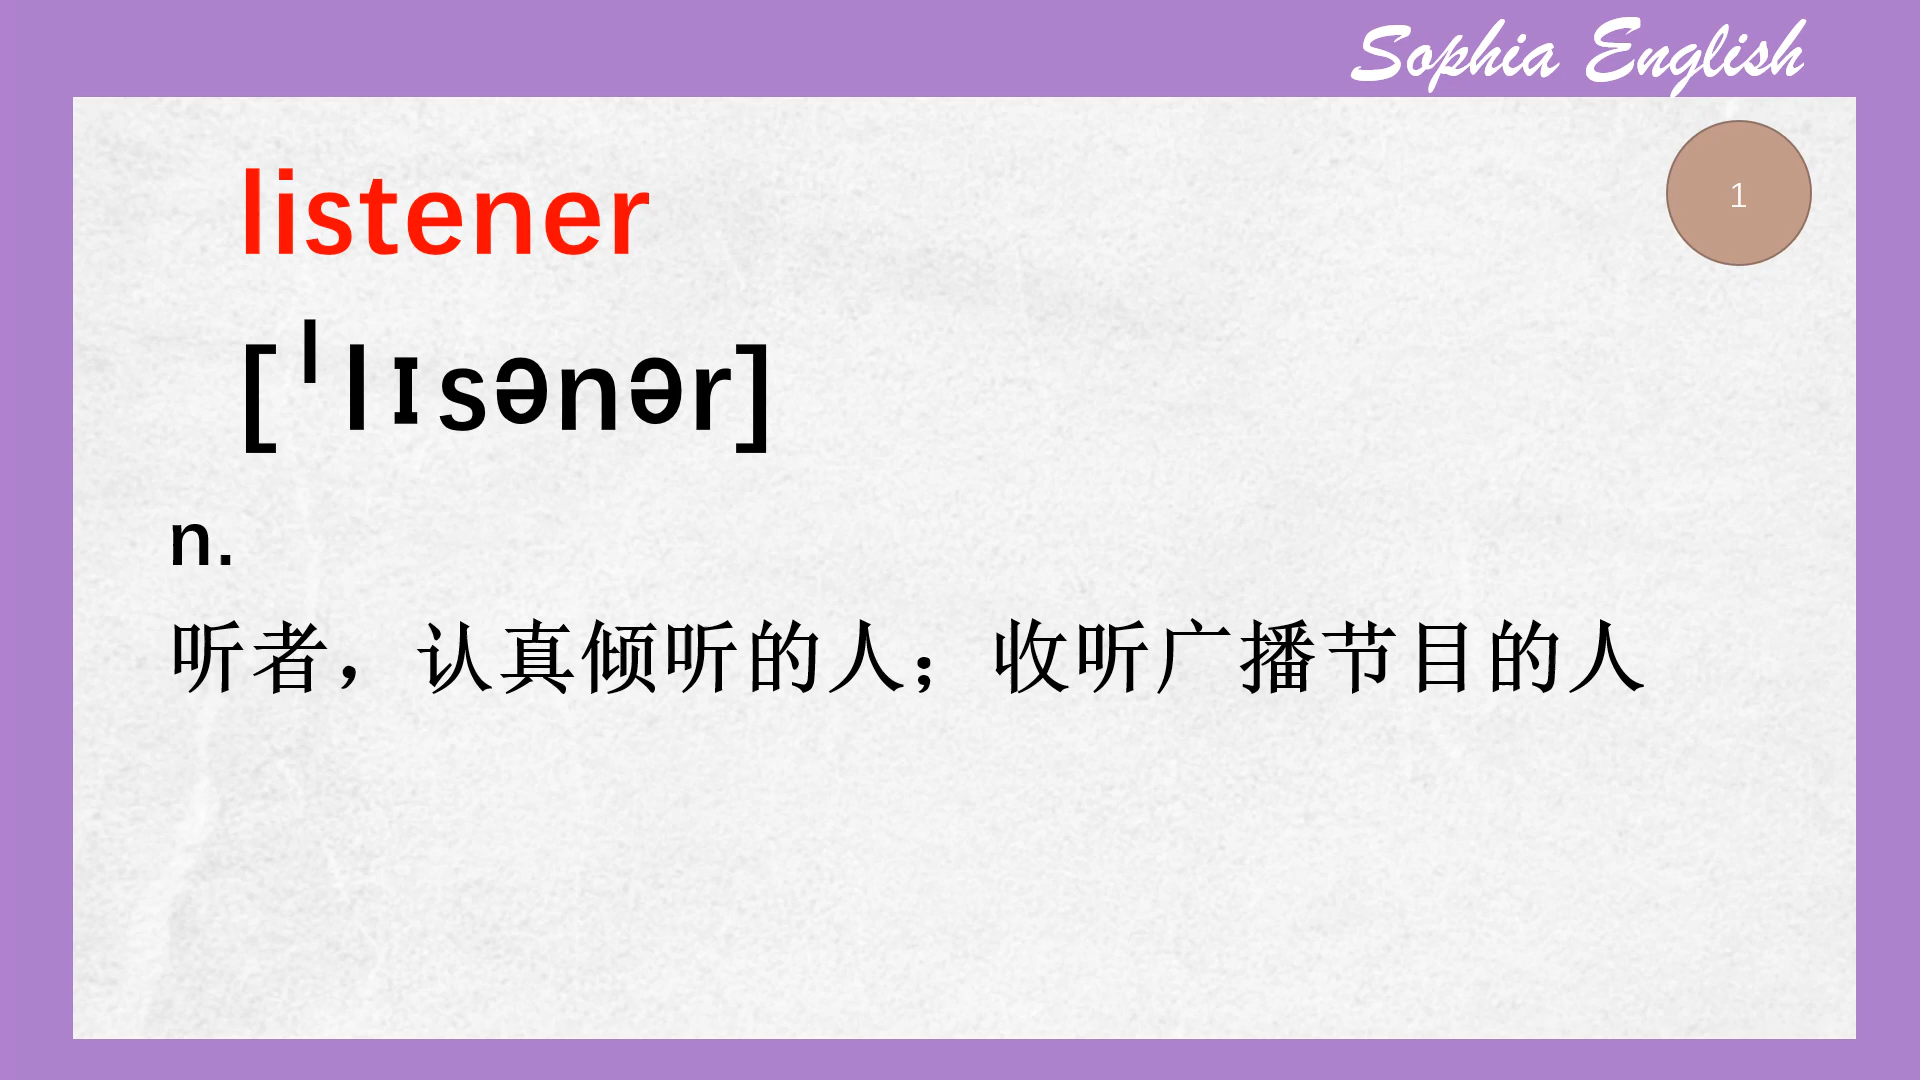 Sophia English
1
listener
[ˈlɪsənər]
n.
听者，认真倾听的人；收听广播节目的人